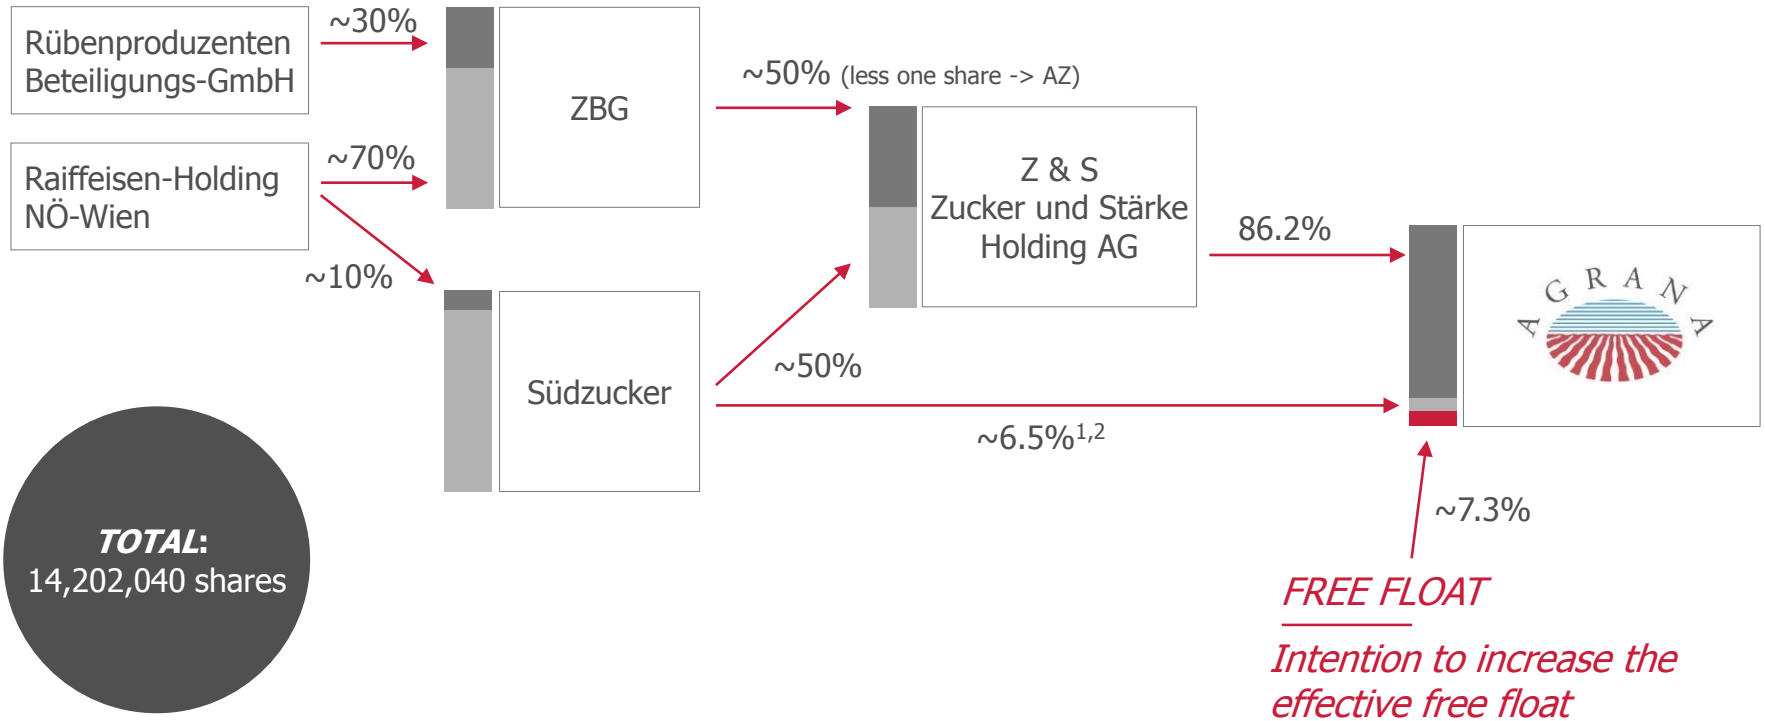 Rübenproduzenten
Beteiligungs-GmbH
~30%
ZBG
~50% (less one share -> AZ)
Raiffeisen-Holding
NÖ-Wien
~70%
~10%
Z & S
Zucker und Stärke
Holding AG
86.2%
AGRANA
Südzucker
~50%
~6.5%1,2
~7.3%
TOTAL:
14,202,040 shares
FREE FLOAT
Intention to increase the
effective free float